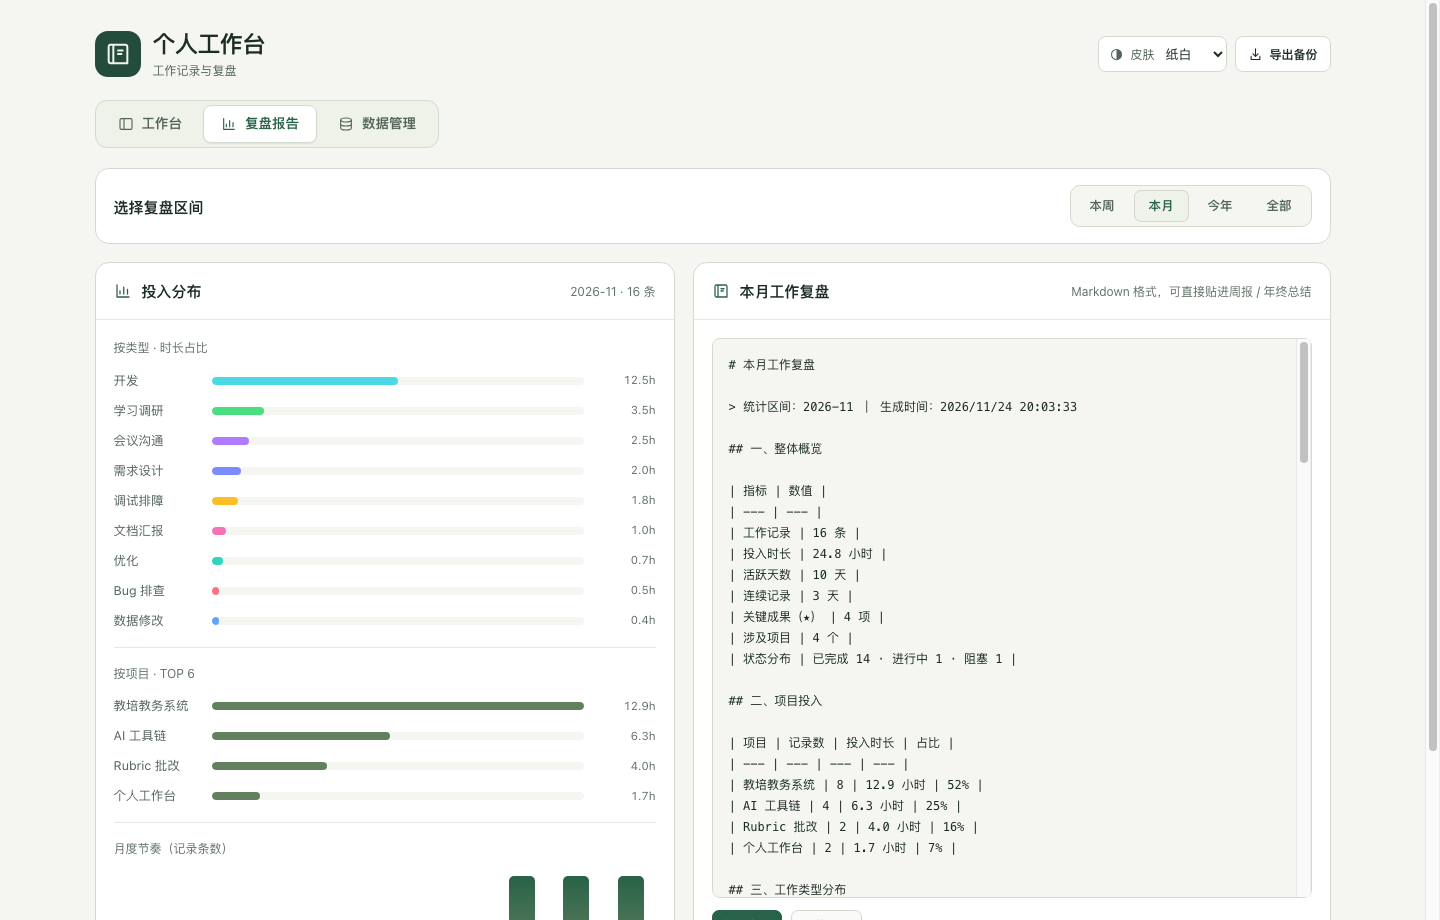 个人工作台
工作记录与复盘
皮肤 纸白
导出备份
工作台
复盘报告
数据管理
选择复盘区间
本周
本月
今年
全部
投入分布
2026-11 · 16 条
按类型 · 时长占比
开发 12.5h
学习调研 3.5h
会议沟通 2.5h
需求设计 2.0h
调试排障 1.8h
文档汇报 1.0h
优化 0.7h
Bug 排查 0.5h
数据修改 0.4h
按项目 · TOP 6
教培教务系统 12.9h
AI 工具链 6.3h
Rubric 批改 4.0h
个人工作台 1.7h
月度节奏（记录条数）
本月工作复盘
Markdown 格式，可直接贴进周报 / 年终总结
# 本月工作复盘
> 统计区间：2026-11 ｜ 生成时间：2026/11/24 20:03:33
## 一、整体概览
| 指标 | 数值 |
| --- | --- |
| 工作记录 | 16 条 |
| 投入时长 | 24.8 小时 |
| 活跃天数 | 10 天 |
| 连续记录 | 3 天 |
| 关键成果（★） | 4 项 |
| 涉及项目 | 4 个 |
| 状态分布 | 已完成 14 · 进行中 1 · 阻塞 1 |
## 二、项目投入
| 项目 | 记录数 | 投入时长 | 占比 |
| --- | --- | --- | --- |
| 教培教务系统 | 8 | 12.9 小时 | 52% |
| AI 工具链 | 4 | 6.3 小时 | 25% |
| Rubric 批改 | 2 | 4.0 小时 | 16% |
| 个人工作台 | 2 | 1.7 小时 | 7% |
## 三、工作类型分布